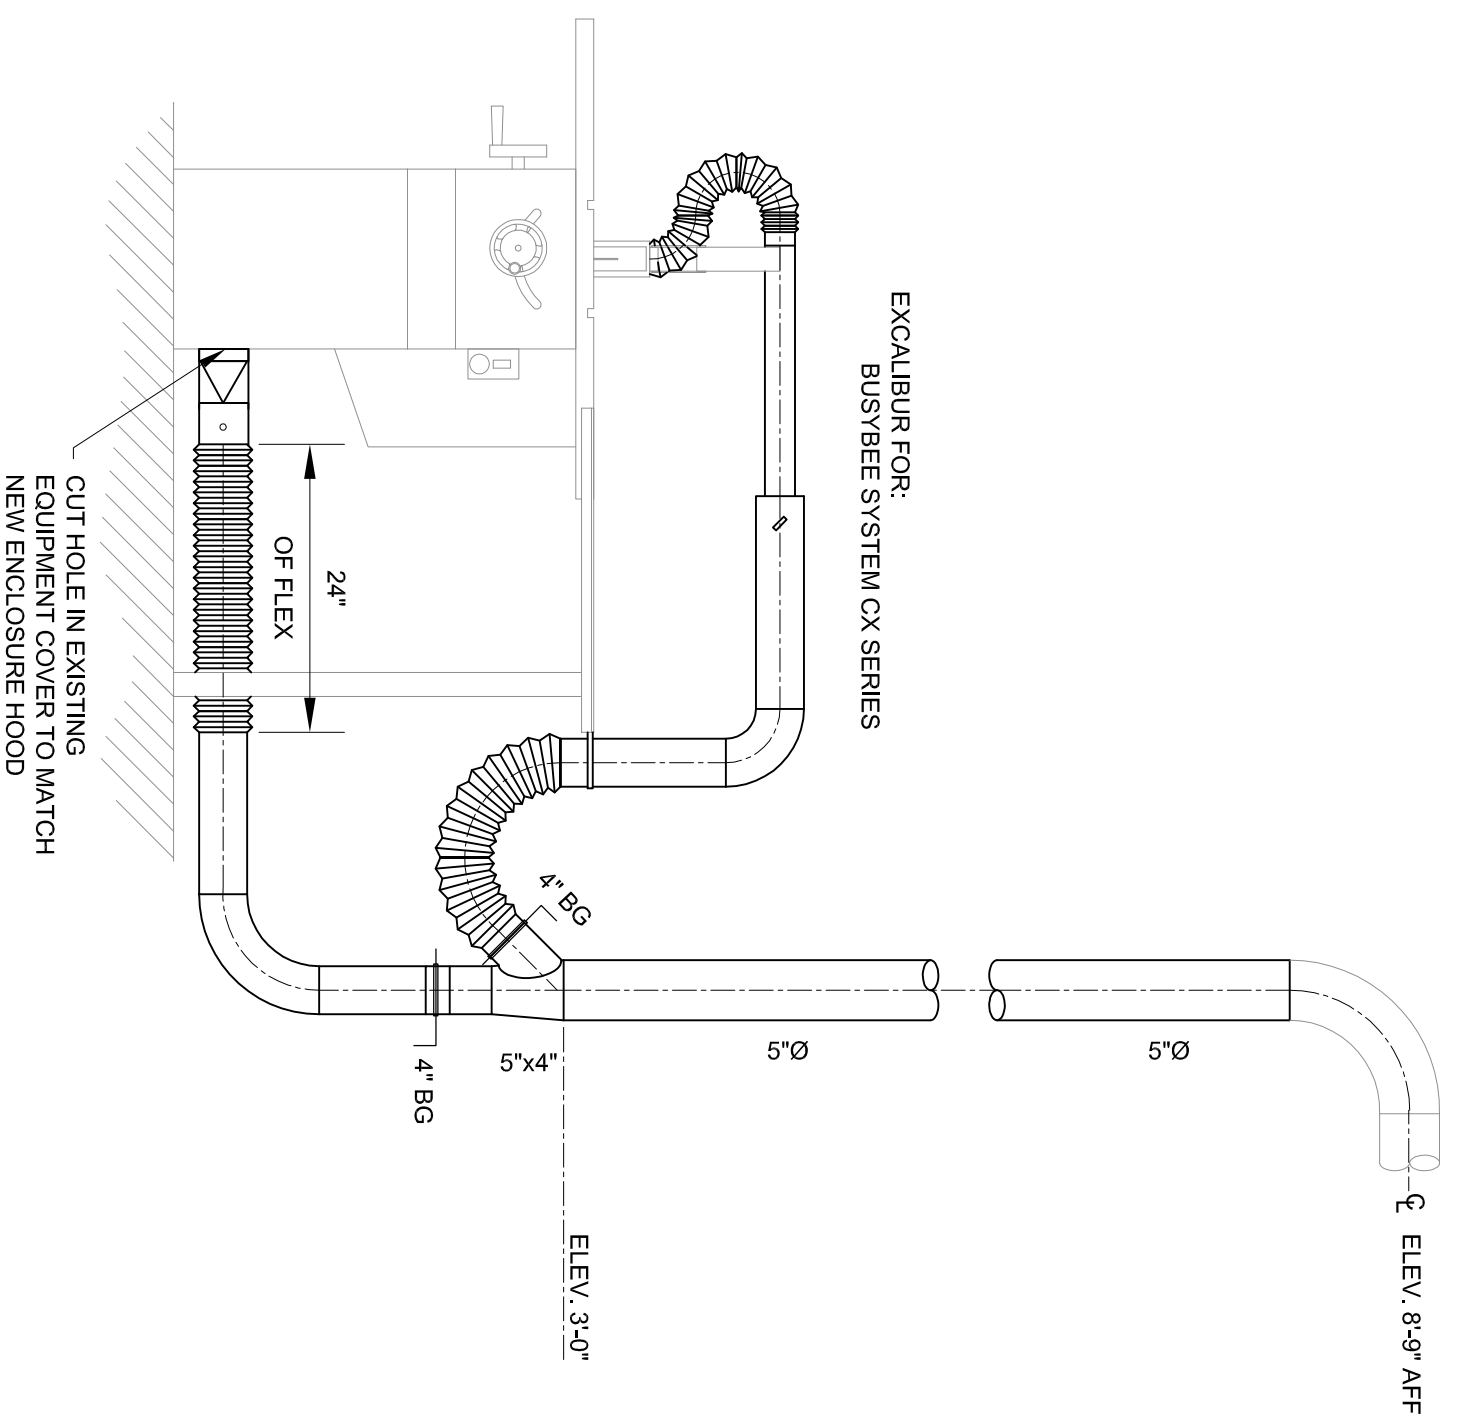 EXCALIBUR FOR:
BUSYBEE SYSTEM CX SERIES
24"
OF FLEX
CUT HOLE IN EXISTING
EQUIPMENT COVER TO MATCH
NEW ENCLOSURE HOOD
4" BG
4" BG
5"x4"
5"Ø
5"Ø
ELEV. 3'-0"
CL ELEV. 8'-9" AFF